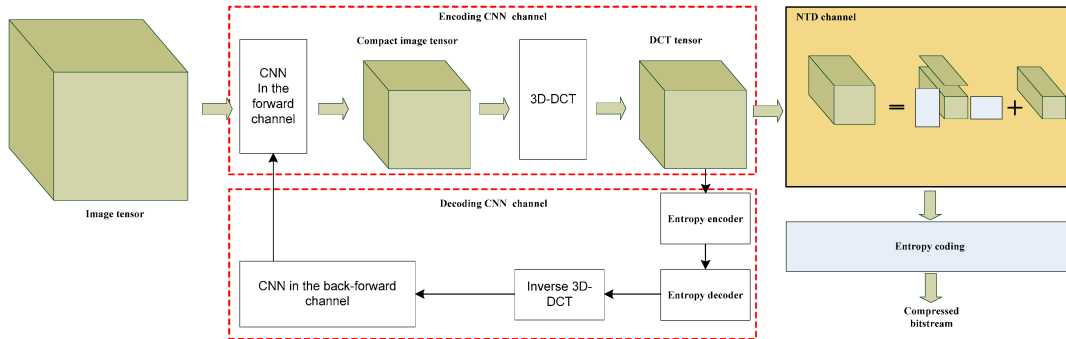 Encoding CNN channel
NTD channel
Compact image tensor
DCT tensor
CNN
In the
forward
channel
3D-DCT
=
+
Image tensor
Decoding CNN channel
Entropy encoder
Entropy coding
CNN in the back-forward
channel
Inverse 3D-
DCT
Entropy decoder
Compressed
bitstream